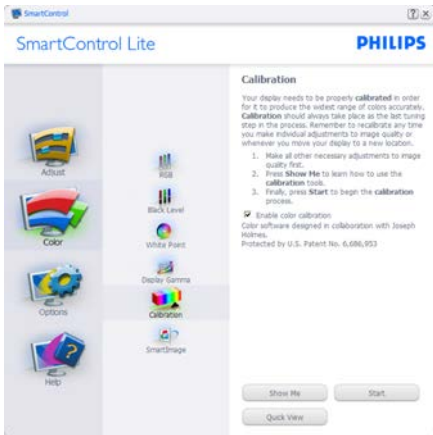 SmartControl
SmartControl Lite
PHILIPS
Adjust
Color
Options
Help
RGB
Black Level
White Point
Display Gamma
Calibration
SmartImage
Calibration
Your display needs to be properly calibrated in order
for it to produce the widest range of colors accurately.
Calibration should always take place as the last tuning
step in the process. Remember to recalibrate any time
you make individual adjustments to image quality or
whenever you move your display to a new location.
1. Make all other necessary adjustments to image
quality first.
2. Press Show Me to learn how to use the
calibration tools.
3. Finally, press Start to begin the calibration
process.
Enable color calibration
Color software designed in collaboration with Joseph
Holmes.
Protected by U.S. Patent No. 6,686,953
Show Me
Start
Quick View